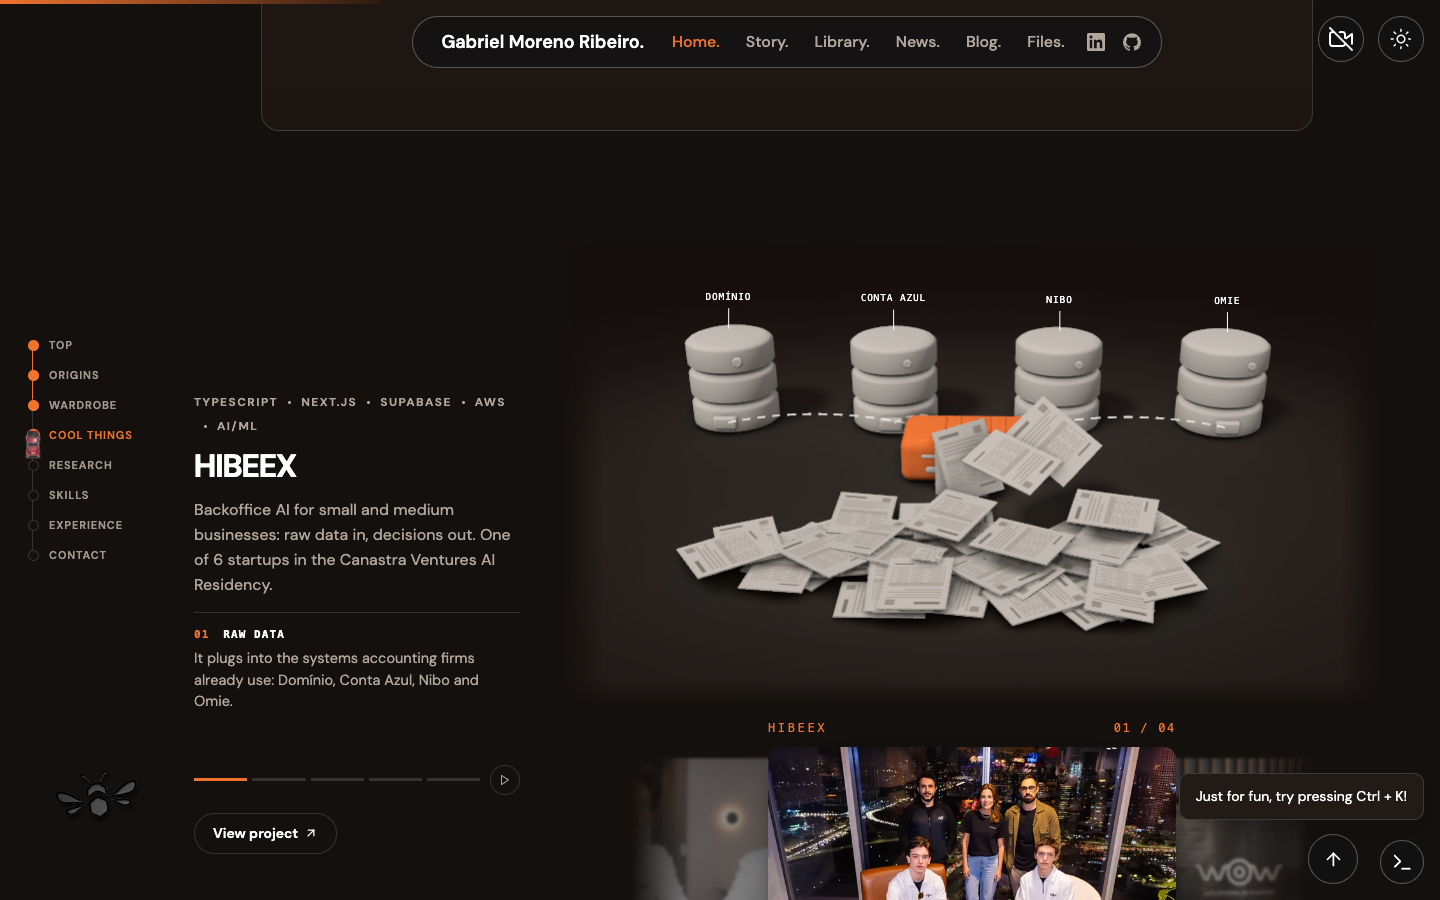 Gabriel Moreno Ribeiro. Home. Story. Library. News. Blog. Files.
TOP
ORIGINS
WARDROBE
COOL THINGS
RESEARCH
SKILLS
EXPERIENCE
CONTACT
TYPESCRIPT • NEXT.JS • SUPABASE • AWS
• AI/ML
HIBEEX
Backoffice AI for small and medium
businesses: raw data in, decisions out. One
of 6 startups in the Canastra Ventures AI
Residency.
01 RAW DATA
It plugs into the systems accounting firms
already use: Domínio, Conta Azul, Nibo and
Omie.
View project
DOMÍNIO
CONTA AZUL
NIBO
OMIE
HIBEEX
01 / 04
WOW
Just for fun, try pressing Ctrl + K!